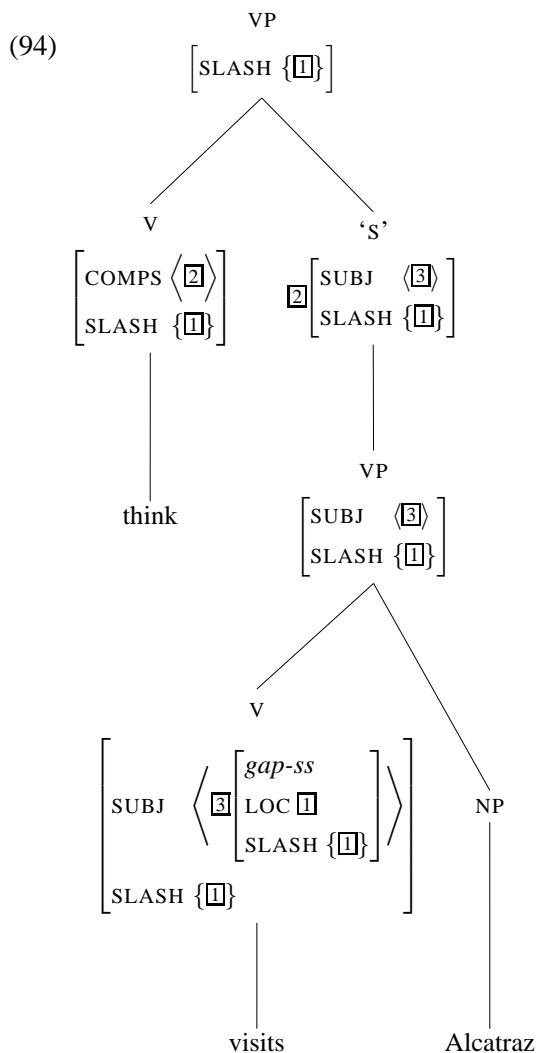 (94)
VP
[SLASH {1}]
V ‘S’
[COMPS ⟨2⟩ 2[SUBJ ⟨3⟩
SLASH {1}] SLASH {1}]
VP
think
[SUBJ ⟨3⟩
SLASH {1}]
V
[SUBJ ⟨3[gap-ss
LOC 1
SLASH {1}]⟩
SLASH {1}]
NP
visits Alcatraz